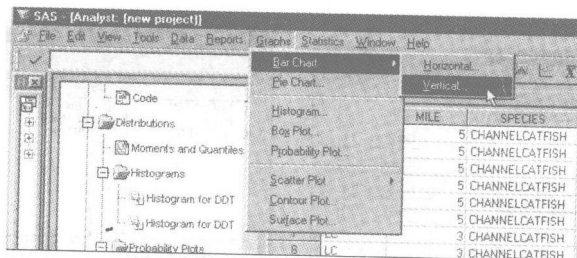 SAS - [Analyst: (new project)]
File Edit View Tools Data Reports Graphs Statistics Window Help
Bar Chart
Horizontal...
Vertical...
Pie Chart...
Histogram...
Box Plot...
Probability Plot...
Scatter Plot
Contour Plot...
Surface Plot...
Code
Distributions
Moments and Quantiles
Histograms
Histogram for DDT
Histogram for DDT
Probability Plots
MILE SPECIES
5 CHANNELCATFISH
5 CHANNELCATFISH
5 CHANNELCATFISH
5 CHANNELCATFISH
5 CHANNELCATFISH
5 CHANNELCATFISH
LC 3 CHANNELCATFISH
8 LC 3 CHANNELCATFISH